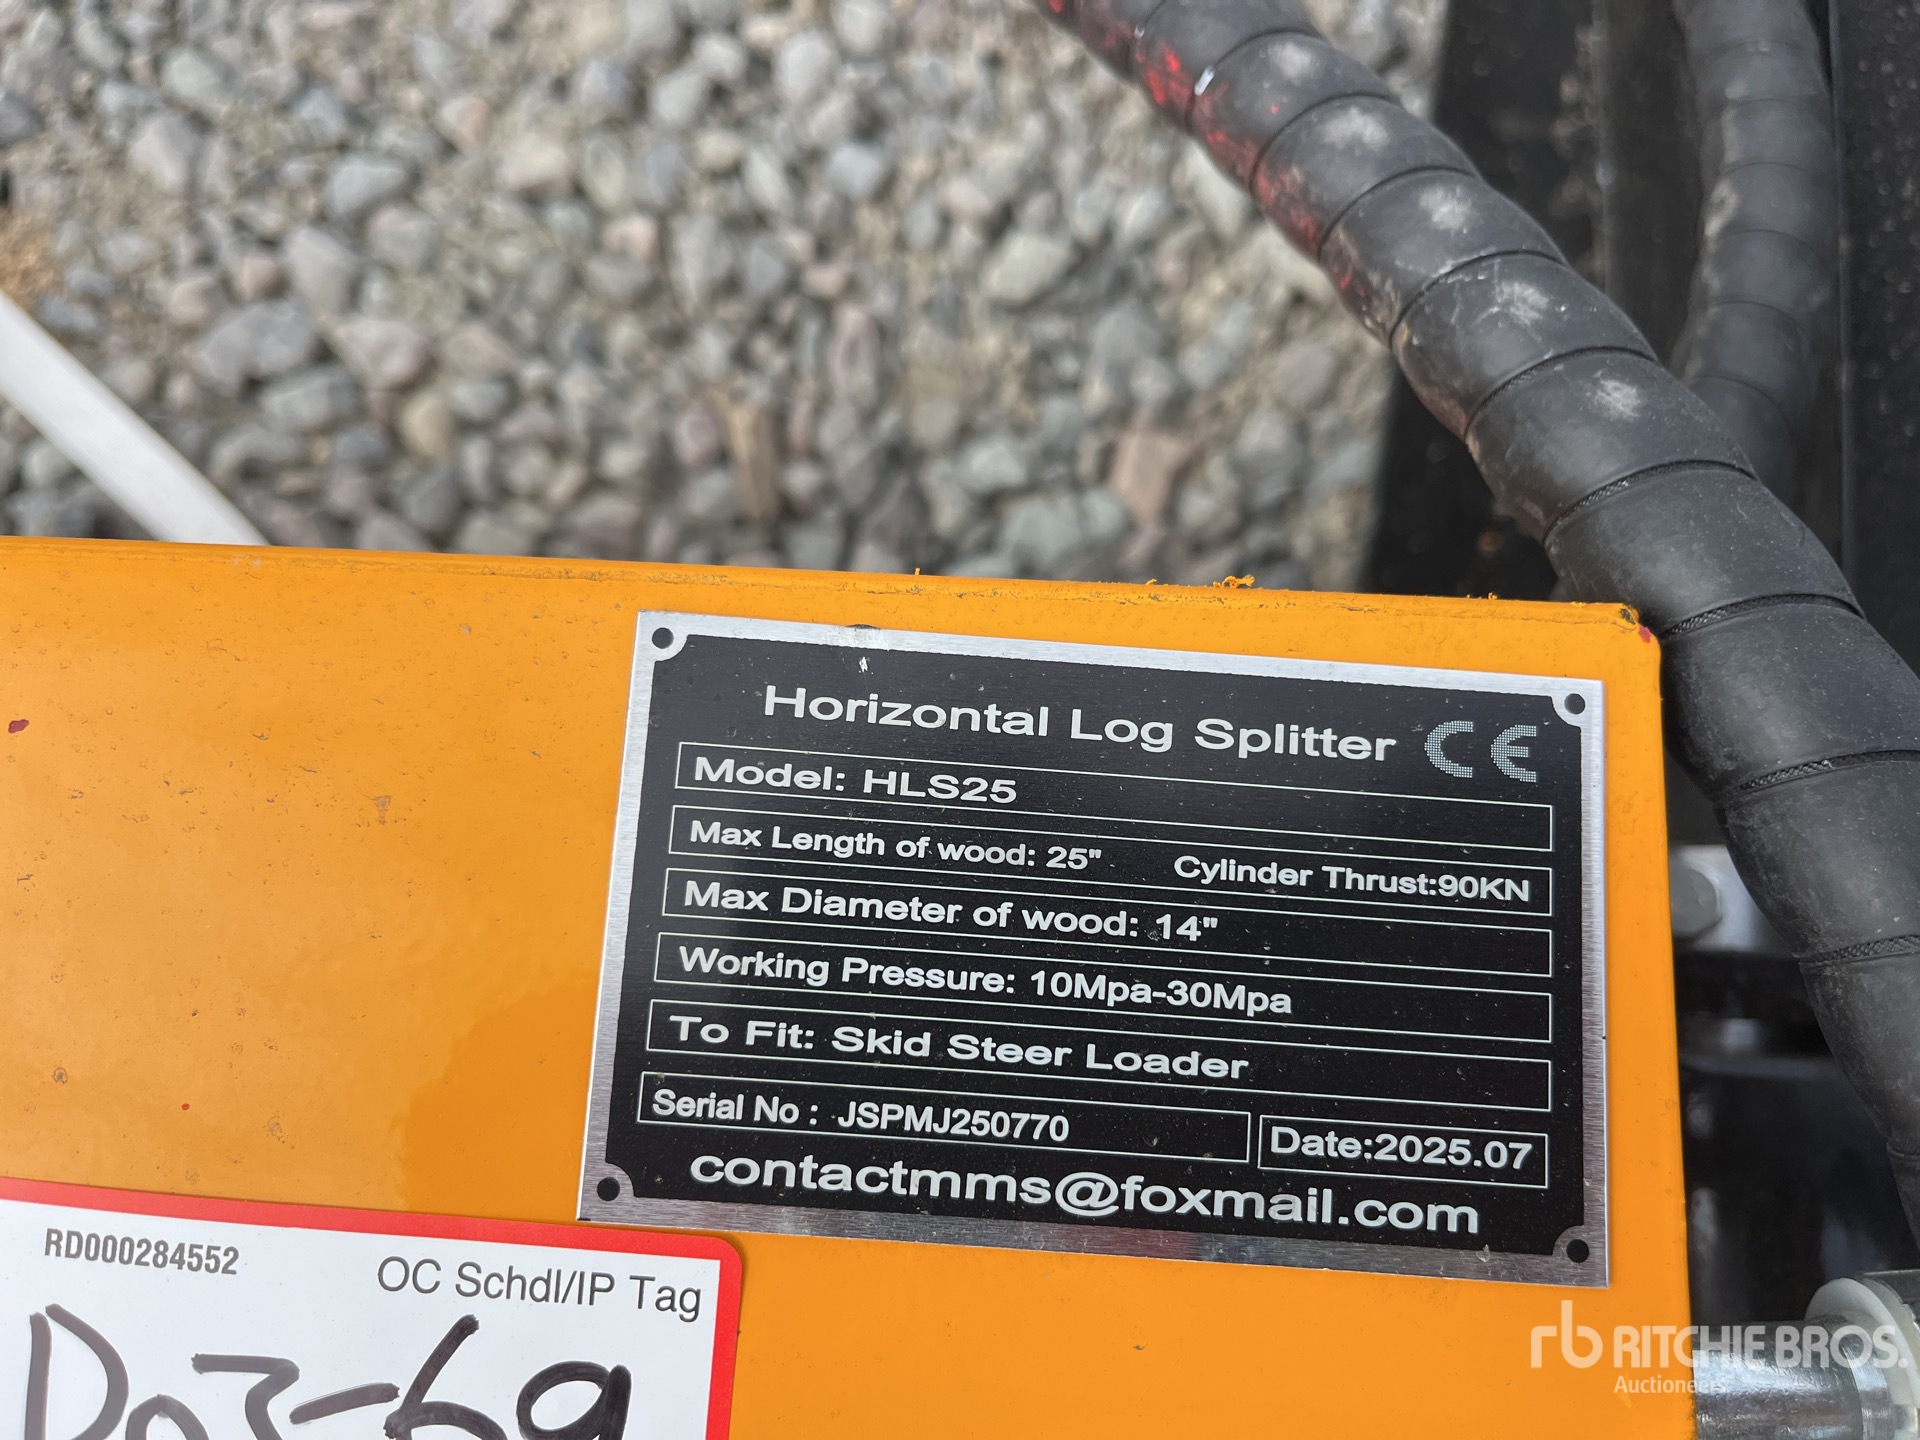 Horizontal Log Splitter CE
Model: HLS25
Max Length of wood: 25" Cylinder Thrust:90KN
Max Diameter of wood: 14"
Working Pressure: 10Mpa-30Mpa
To Fit: Skid Steer Loader
Serial No : JSPMJ250770 Date:2025.07
contactmms@foxmail.com
RD000284552
OC Schdl/IP Tag
rb RITCHIE BROS.
Auctioneers